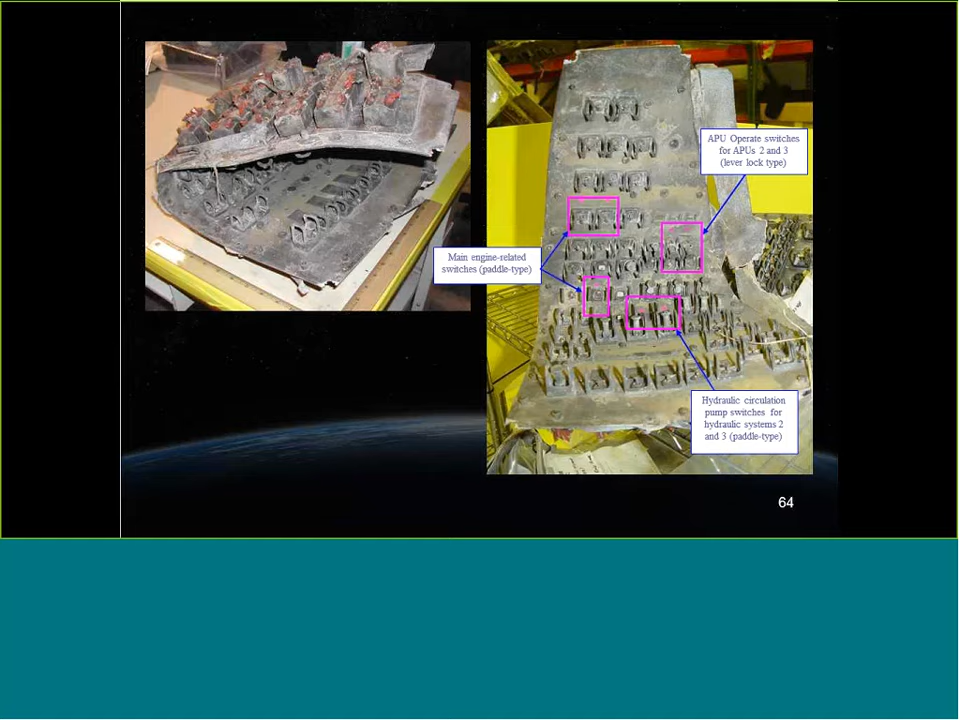 APU Operate switches
for APUs 2 and 3
(lever lock type)
Main engine-related
switches (paddle-type)
Hydraulic circulation
pump switches for
hydraulic systems 2
and 3 (paddle-type)
64